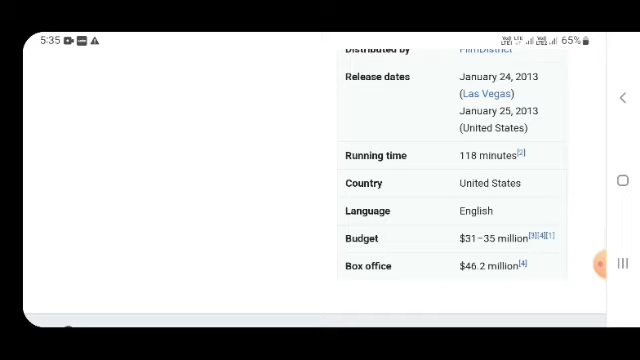 5:35 65%
Distributed by FilmDistrict
Release dates January 24, 2013
(Las Vegas)
January 25, 2013
(United States)
Running time 118 minutes[2]
Country United States
Language English
Budget $31–35 million[3][4][1]
Box office $46.2 million[4]